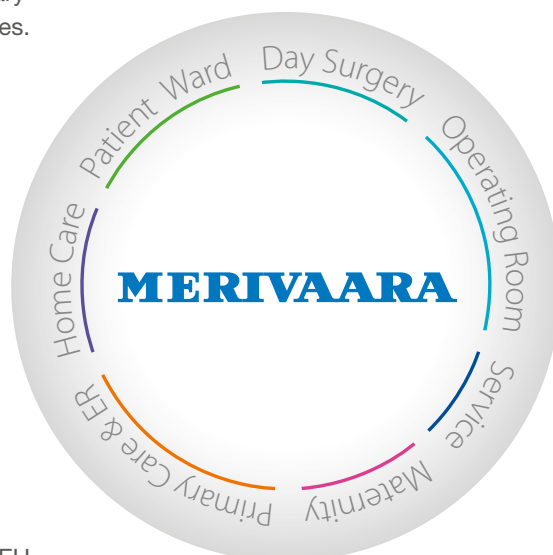 es.
Patient Ward
Day Surgery
Operating Room
Service
Maternity
Primary Care & ER
Home Care
MERIVAARA